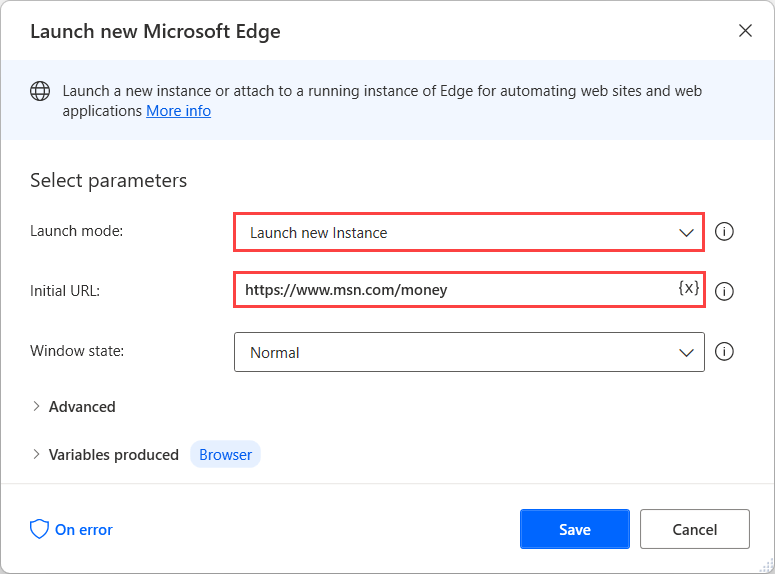 Launch new Microsoft Edge
Launch a new instance or attach to a running instance of Edge for automating web sites and web
applications More info
Select parameters
Launch mode:
Launch new Instance
Initial URL:
https://www.msn.com/money
{x}
Window state:
Normal
Advanced
Variables produced Browser
On error
Save
Cancel